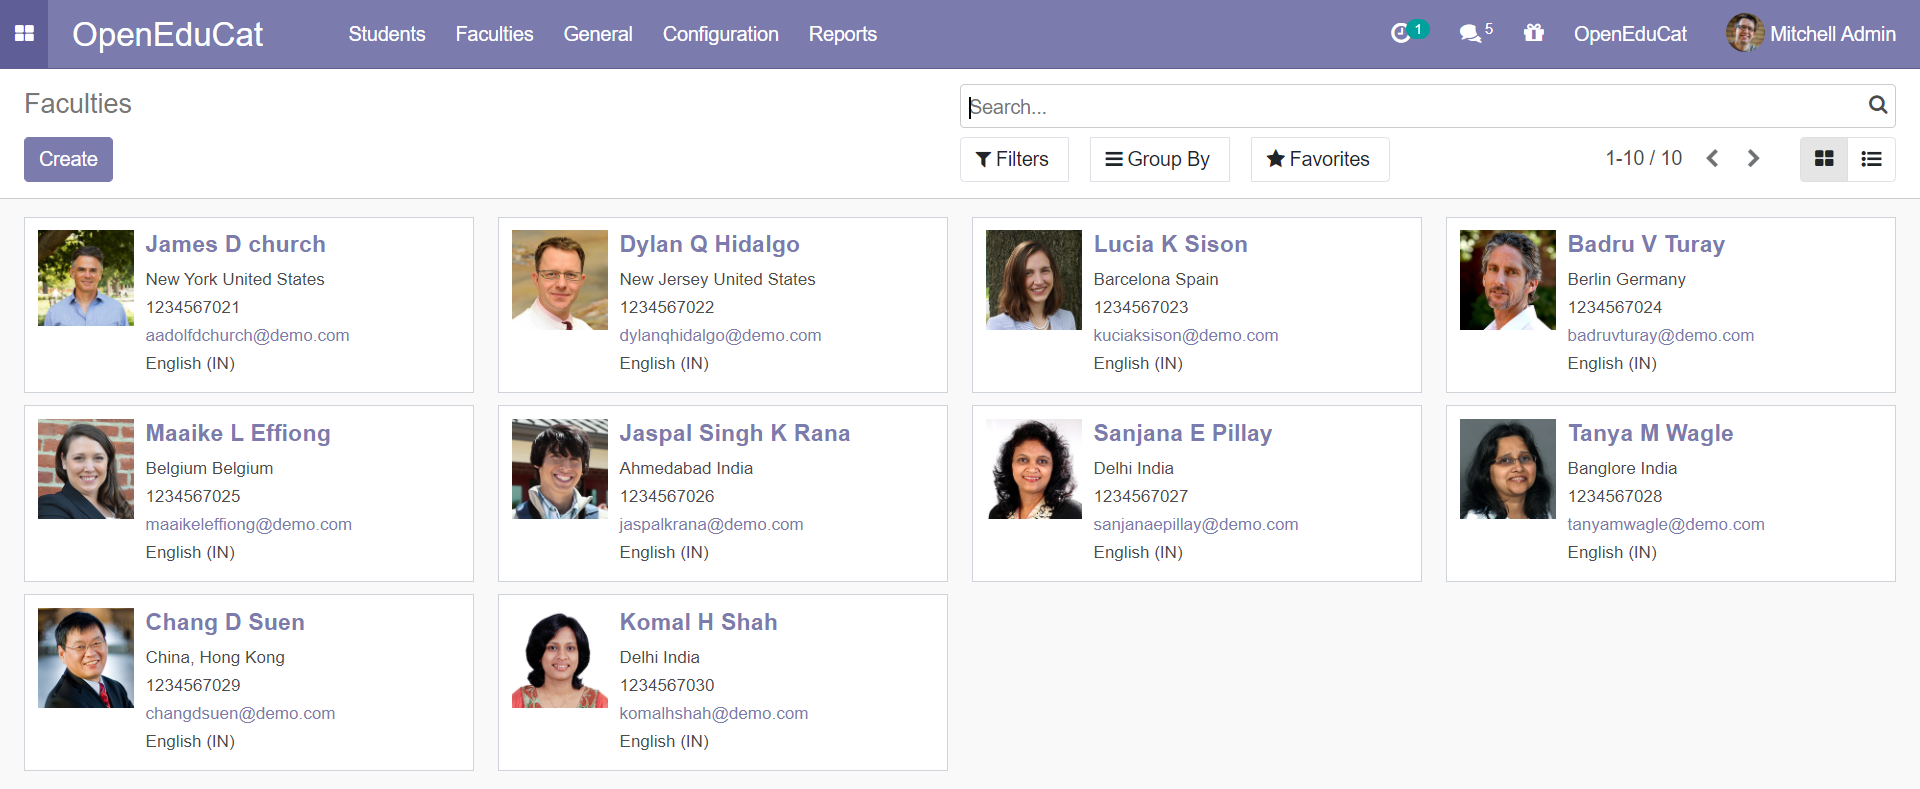 OpenEduCat Students Faculties General Configuration Reports 1 5 OpenEduCat Mitchell Admin
Faculties
Search...
Create
Filters Group By Favorites 1-10 / 10
James D church
New York United States
1234567021
aadolfdchurch@demo.com
English (IN)
Dylan Q Hidalgo
New Jersey United States
1234567022
dylanqhidalgo@demo.com
English (IN)
Lucia K Sison
Barcelona Spain
1234567023
kuciaksison@demo.com
English (IN)
Badru V Turay
Berlin Germany
1234567024
badruvturay@demo.com
English (IN)
Maaike L Effiong
Belgium Belgium
1234567025
maaikeleffiong@demo.com
English (IN)
Jaspal Singh K Rana
Ahmedabad India
1234567026
jaspalkrana@demo.com
English (IN)
Sanjana E Pillay
Delhi India
1234567027
sanjanaepillay@demo.com
English (IN)
Tanya M Wagle
Banglore India
1234567028
tanyamwagle@demo.com
English (IN)
Chang D Suen
China, Hong Kong
1234567029
changdsuen@demo.com
English (IN)
Komal H Shah
Delhi India
1234567030
komalhshah@demo.com
English (IN)